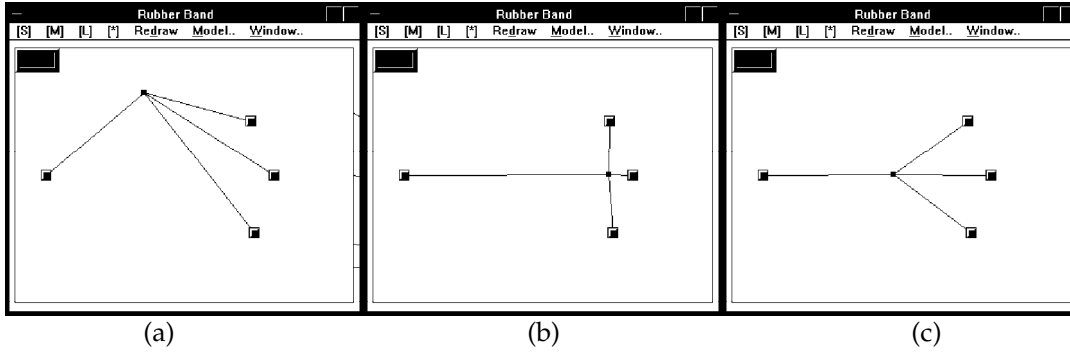 Rubber Band
[S] [M] [L] [*] Redraw Model.. Window..
(a)
Rubber Band
[S] [M] [L] [*] Redraw Model.. Window..
(b)
Rubber Band
[S] [M] [L] [*] Redraw Model.. Window..
(c)